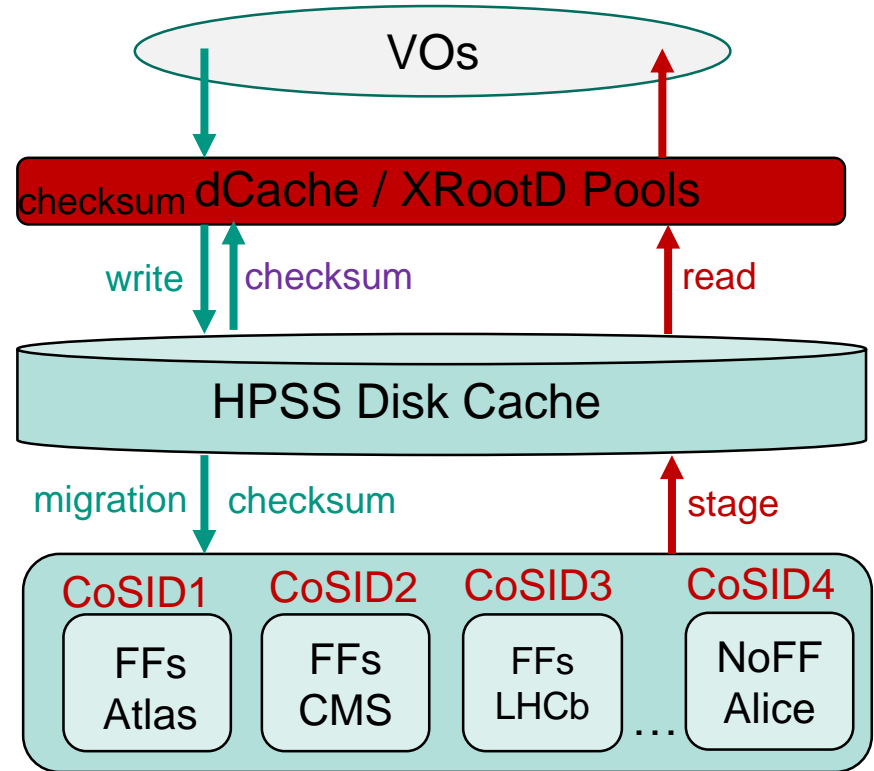 VOs
checksum dCache / XRootD Pools
write checksum read
HPSS Disk Cache
migration checksum stage
CoSID1 CoSID2 CoSID3 CoSID4
FFs FFs FFs NoFF
Atlas CMS LHCb ... Alice